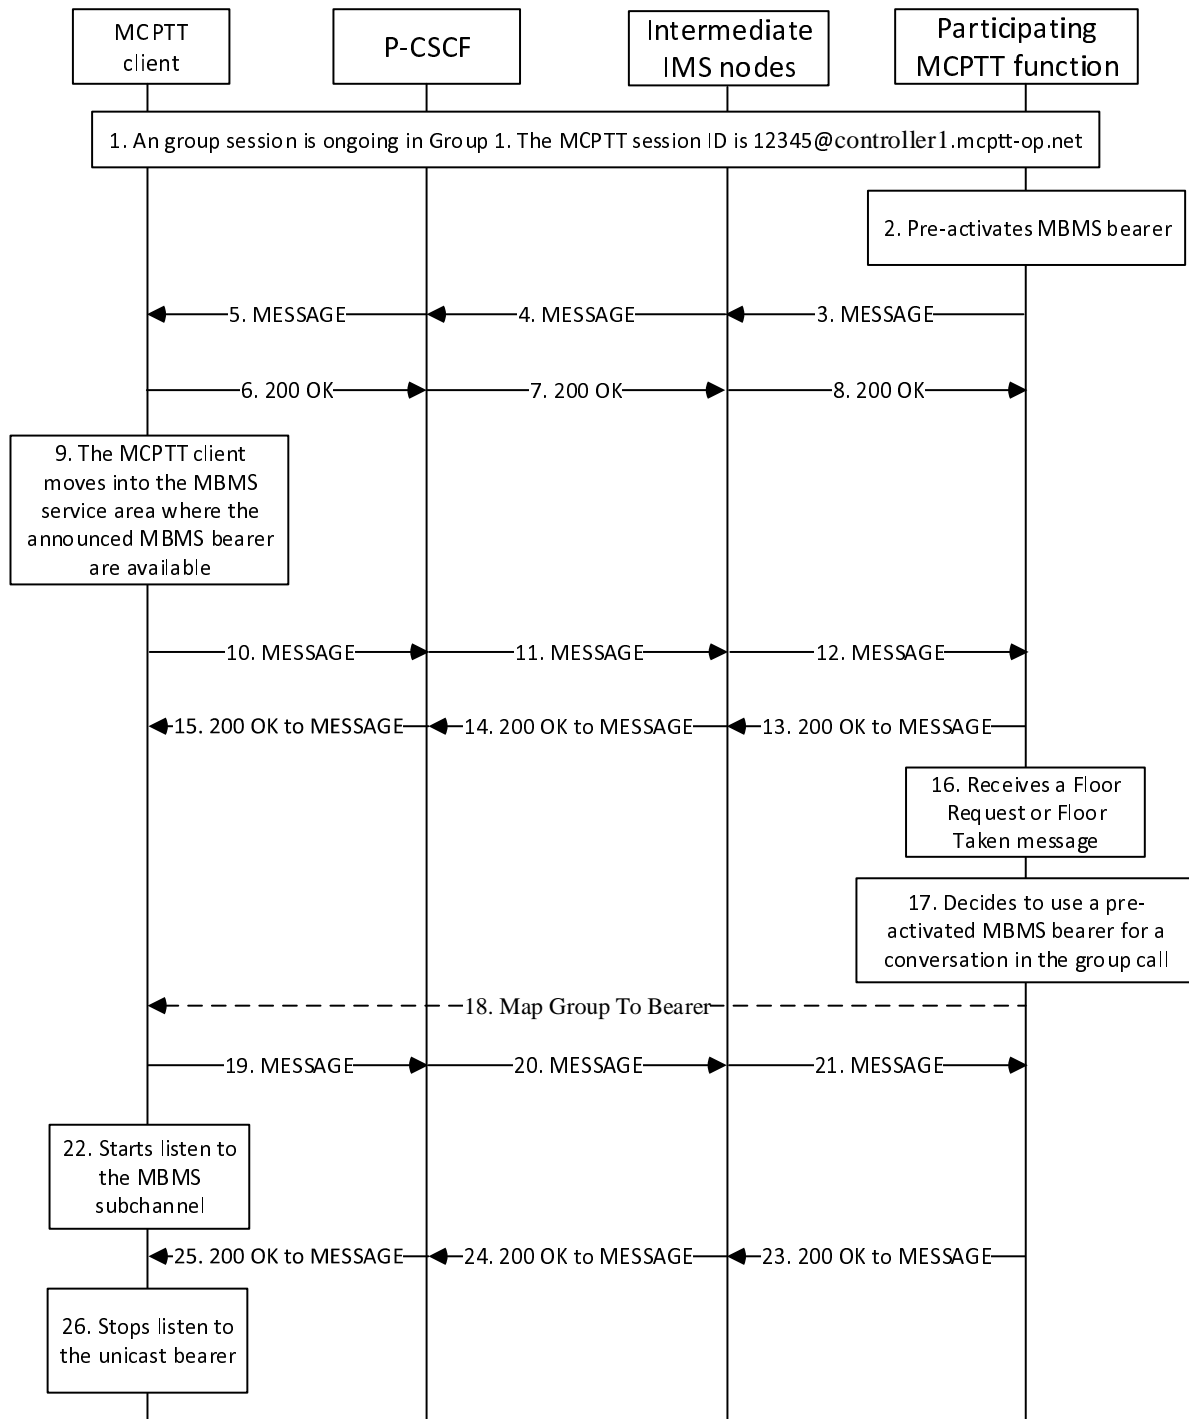 MCPTT
client
P-CSCF
Intermediate
IMS nodes
Participating
MCPTT function
1. An group session is ongoing in Group 1. The MCPTT session ID is 12345@controller1.mcptt-op.net
2. Pre-activates MBMS bearer
5. MESSAGE
4. MESSAGE
3. MESSAGE
6. 200 OK
7. 200 OK
8. 200 OK
9. The MCPTT client
moves into the MBMS
service area where the
announced MBMS bearer
are available
10. MESSAGE
11. MESSAGE
12. MESSAGE
15. 200 OK to MESSAGE
14. 200 OK to MESSAGE
13. 200 OK to MESSAGE
16. Receives a Floor
Request or Floor
Taken message
17. Decides to use a pre-
activated MBMS bearer for a
conversation in the group call
18. Map Group To Bearer
19. MESSAGE
20. MESSAGE
21. MESSAGE
22. Starts listen to
the MBMS
subchannel
25. 200 OK to MESSAGE
24. 200 OK to MESSAGE
23. 200 OK to MESSAGE
26. Stops listen to
the unicast bearer